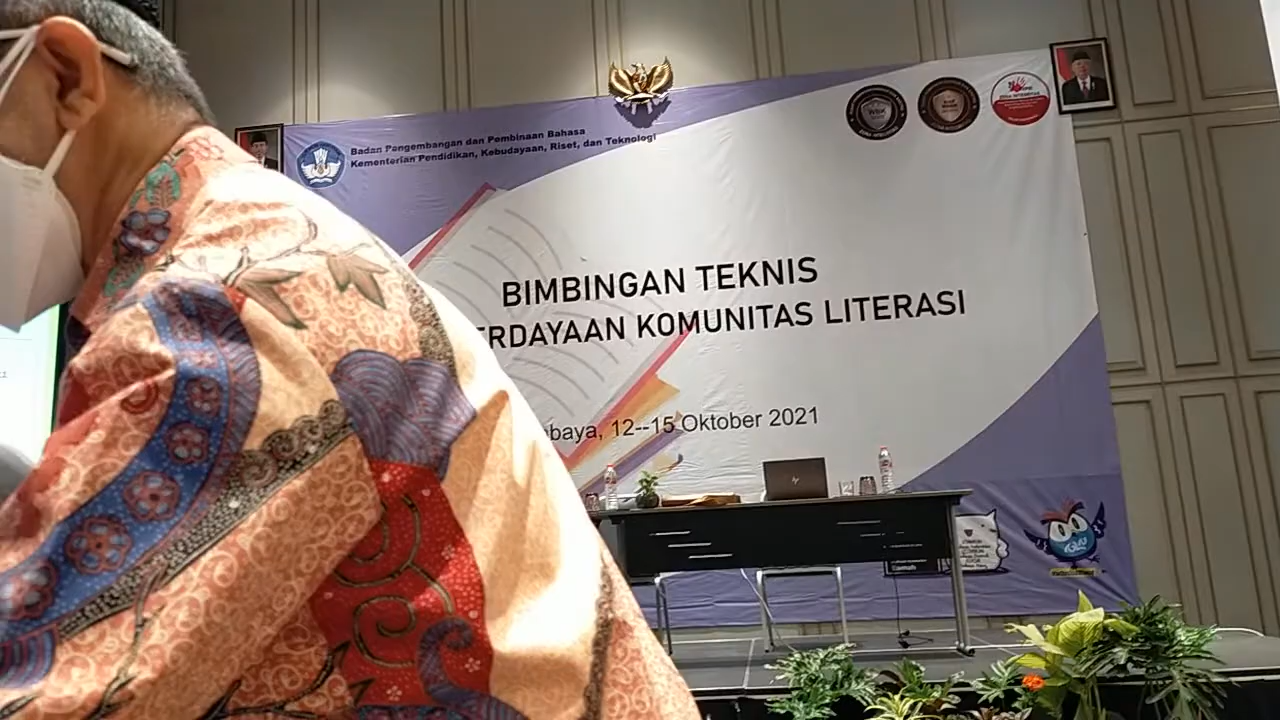 Badan Pengembangan dan Pembinaan Bahasa
Kementerian Pendidikan, Kebudayaan, Riset, dan Teknologi
BIMBINGAN TEKNIS
ERDAYAAN KOMUNITAS LITERASI
baya, 12--15 Oktober 2021